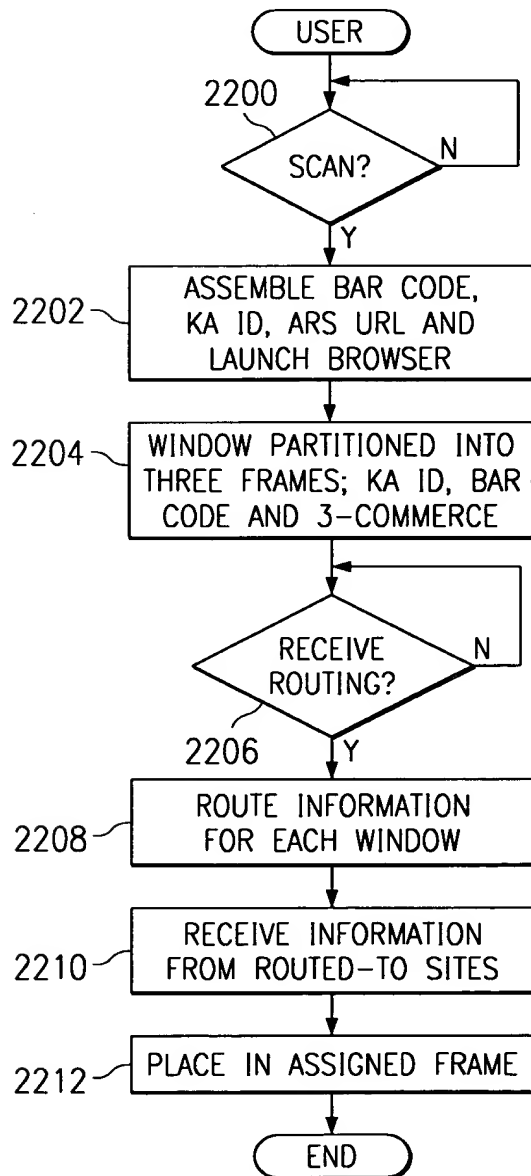 USER
2200
SCAN?
N
Y
2202
ASSEMBLE BAR CODE,
KA ID, ARS URL AND
LAUNCH BROWSER
2204
WINDOW PARTITIONED INTO
THREE FRAMES; KA ID, BAR
CODE AND 3-COMMERCE
RECEIVE
ROUTING?
N
2206
Y
2208
ROUTE INFORMATION
FOR EACH WINDOW
2210
RECEIVE INFORMATION
FROM ROUTED-TO SITES
2212
PLACE IN ASSIGNED FRAME
END